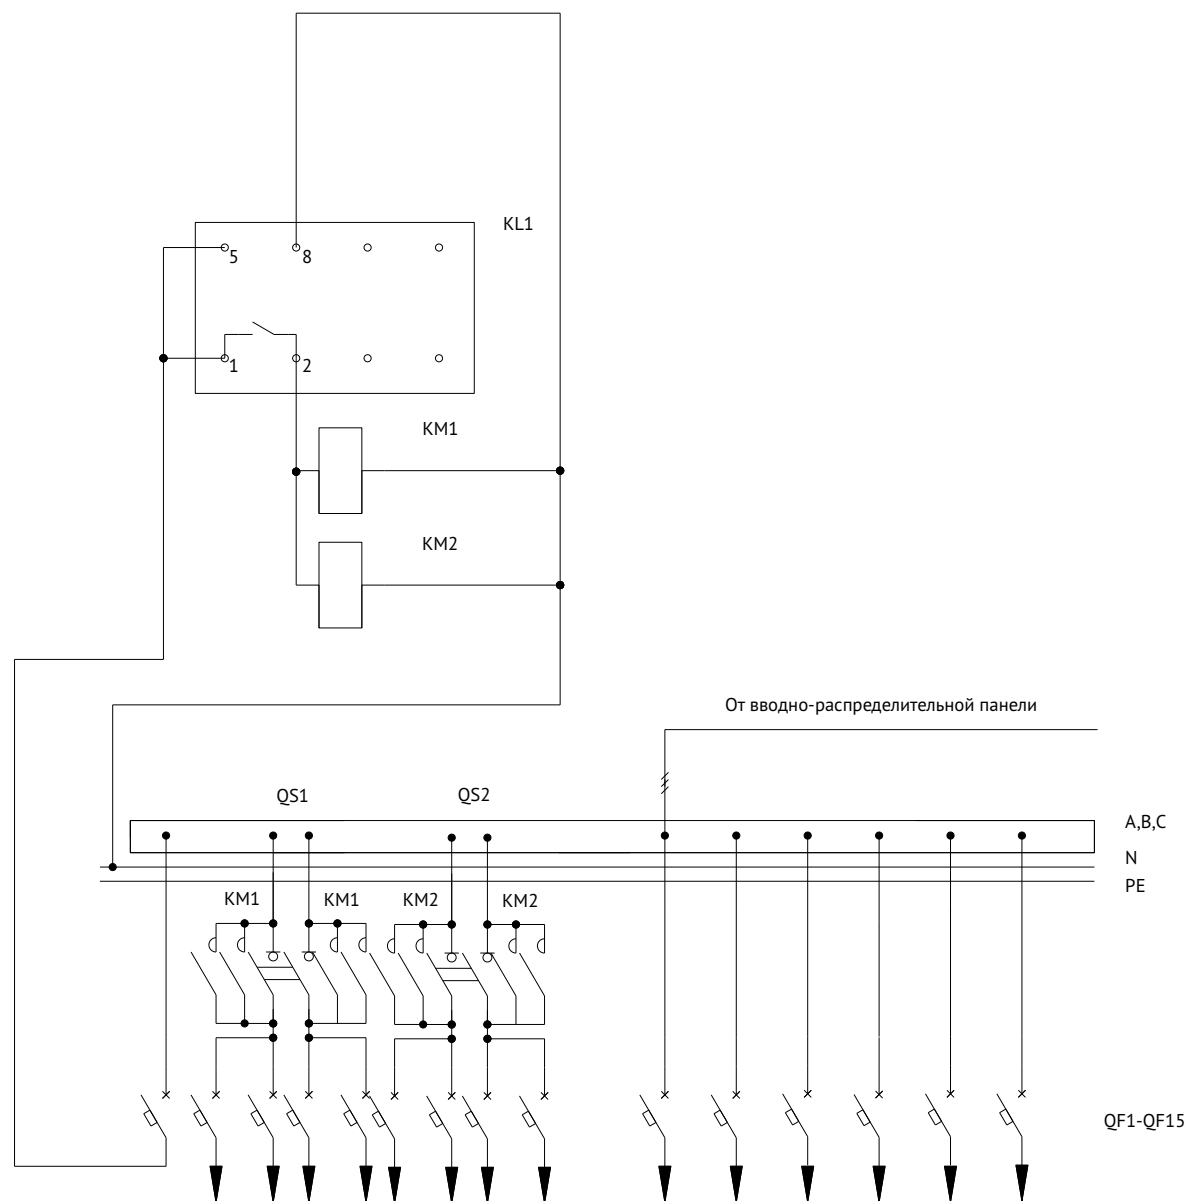 KL1
5
8
1
2
KM1
KM2
От вводно-распределительной панели
QS1
QS2
A,B,C
N
PE
KM1
KM1
KM2
KM2
QF1-QF15